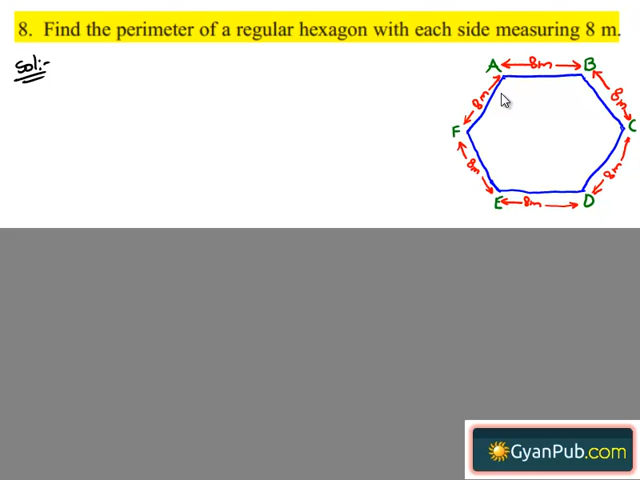 8. Find the perimeter of a regular hexagon with each side measuring 8 m.
Sol:-
A 8m B
8m 8m
F C
8m 8m
E 8m D
GyanPub.com